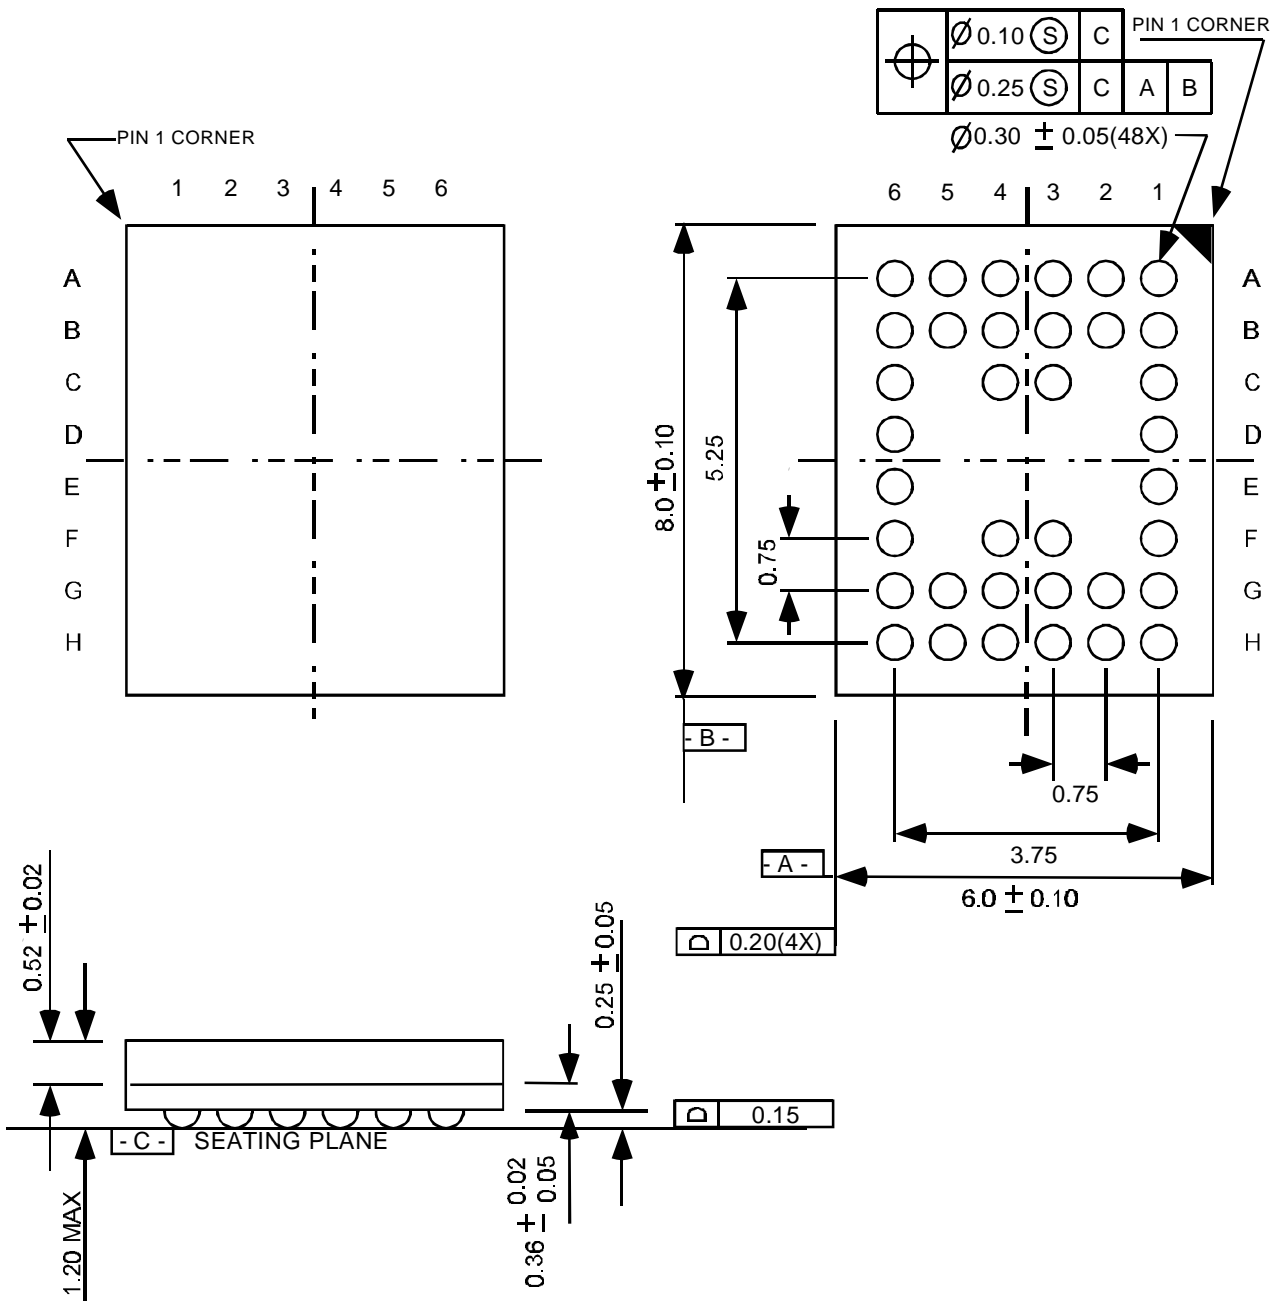 Ø 0.10 Ⓢ C
Ø 0.25 Ⓢ C A B
PIN 1 CORNER
Ø0.30 ± 0.05(48X)
PIN 1 CORNER
1 2 3 4 5 6
6 5 4 3 2 1
A
B
C
D
E
F
G
H
A
B
C
D
E
F
G
H
8.0 ± 0.10
5.25
0.75
- B -
0.75
3.75
- A -
6.0 ± 0.10
D 0.20(4X)
0.52 ± 0.02
0.25 ± 0.05
D 0.15
- C - SEATING PLANE
1.20 MAX
0.36 + 0.02
- 0.05